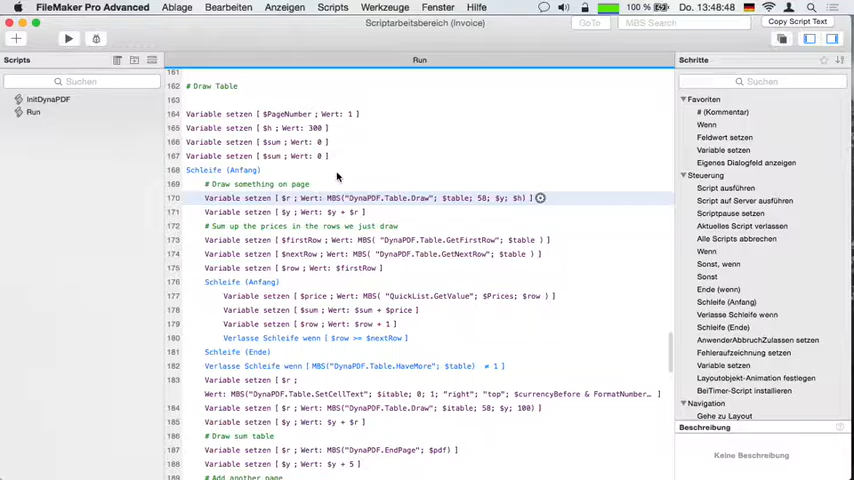 FileMaker Pro Advanced Ablage Bearbeiten Anzeigen Scripts Werkzeuge Fenster Hilfe 100 % Do. 13:48:48
Scriptarbeitsbereich (Invoice)
GoTo
MBS Search
Copy Script Text
Scripts
Run
Schritte
Suchen
Suchen
InitDynaPDF
Run
161
162 # Draw Table
163
164 Variable setzen [ $PageNumber ; Wert: 1 ]
165 Variable setzen [ $h ; Wert: 300 ]
166 Variable setzen [ $sum ; Wert: 0 ]
167 Variable setzen [ $sum ; Wert: 0 ]
168 Schleife (Anfang)
169 # Draw something on page
170 Variable setzen [ $r ; Wert: MBS("DynaPDF.Table.Draw"; $table; 58; $y; $h) ]
171 Variable setzen [ $y ; Wert: $y + $r ]
172 # Sum up the prices in the rows we just draw
173 Variable setzen [ $firstRow ; Wert: MBS( "DynaPDF.Table.GetFirstRow"; $table ) ]
174 Variable setzen [ $nextRow ; Wert: MBS( "DynaPDF.Table.GetNextRow"; $table ) ]
175 Variable setzen [ $row ; Wert: $firstRow ]
176 Schleife (Anfang)
177 Variable setzen [ $price ; Wert: MBS( "QuickList.GetValue"; $Prices; $row ) ]
178 Variable setzen [ $sum ; Wert: $sum + $price ]
179 Variable setzen [ $row ; Wert: $row + 1 ]
180 Verlasse Schleife wenn [ $row >= $nextRow ]
181 Schleife (Ende)
182 Verlasse Schleife wenn [ MBS("DynaPDF.Table.HaveMore"; $table) ≠ 1 ]
183 Variable setzen [ $r ;
Wert: MBS("DynaPDF.Table.SetCellText"; $itable; 0; 1; "right"; "top"; $currencyBefore & FormatNumber... ]
184 Variable setzen [ $r ; Wert: MBS("DynaPDF.Table.Draw"; $itable; 58; $y; 100) ]
185 Variable setzen [ $y ; Wert: $y + $r ]
186 # Draw sum table
187 Variable setzen [ $r ; Wert: MBS("DynaPDF.EndPage"; $pdf) ]
188 Variable setzen [ $y ; Wert: $y + 5 ]
189 # Add another page
Favoriten
# (Kommentar)
Wenn
Feldwert setzen
Variable setzen
Eigenes Dialogfeld anzeigen
Steuerung
Script ausführen
Script auf Server ausführen
Scriptpause setzen
Aktuelles Script verlassen
Alle Scripts abbrechen
Wenn
Sonst, wenn
Sonst
Ende (wenn)
Schleife (Anfang)
Verlasse Schleife wenn
Schleife (Ende)
AnwenderAbbruchZulassen setzen
Fehleraufzeichnung setzen
Variable setzen
Layoutobjekt-Animation festlegen
BeiTimer-Script installieren
Navigation
Gehe zu Layout
Beschreibung
Keine Beschreibung